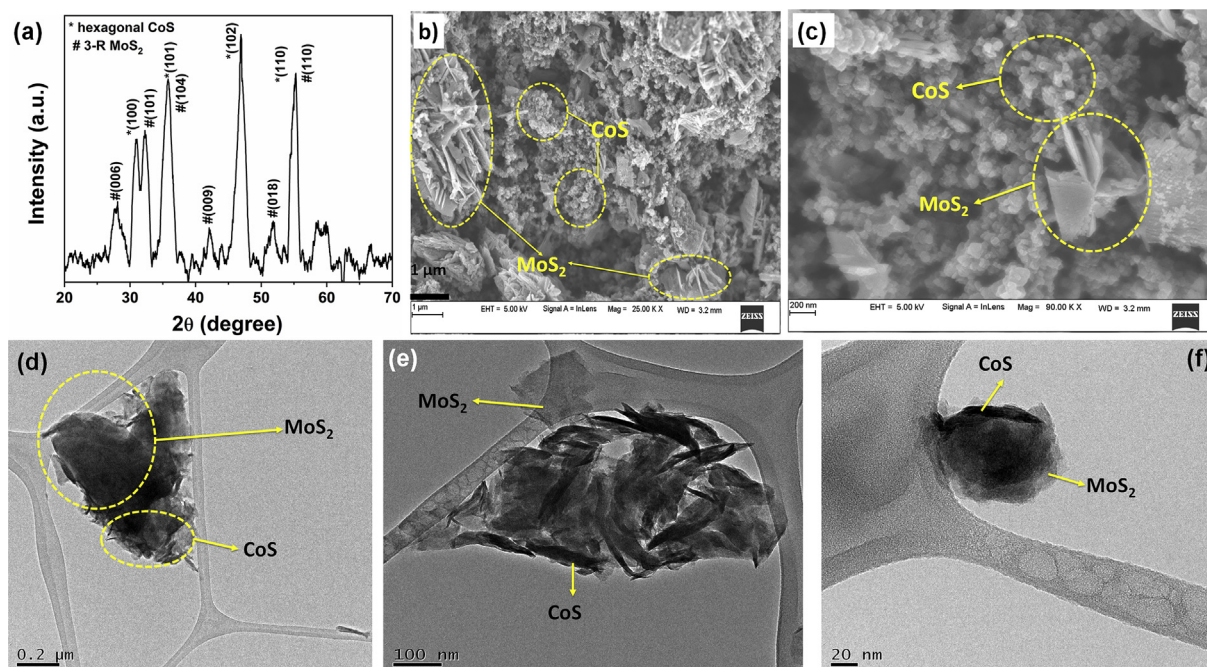 (a)
* hexagonal CoS
# 3-R MoS₂
Intensity (a.u.)
#(006)
*(100)
#(101)
*(101)
#(104)
#(009)
*(102)
#(018)
*(110)
#(110)
20 30 40 50 60 70
2θ (degree)
b)
CoS
MoS₂
1 µm
1 µm
EHT = 5.00 kV Signal A = InLens Mag = 25.00 K X WD = 3.2 mm
ZEISS
(c)
CoS
MoS₂
200 nm
EHT = 5.00 kV Signal A = InLens Mag = 90.00 K X WD = 3.2 mm
ZEISS
(d)
MoS₂
CoS
0.2 µm
(e)
MoS₂
CoS
100 nm
(f)
CoS
MoS₂
20 nm